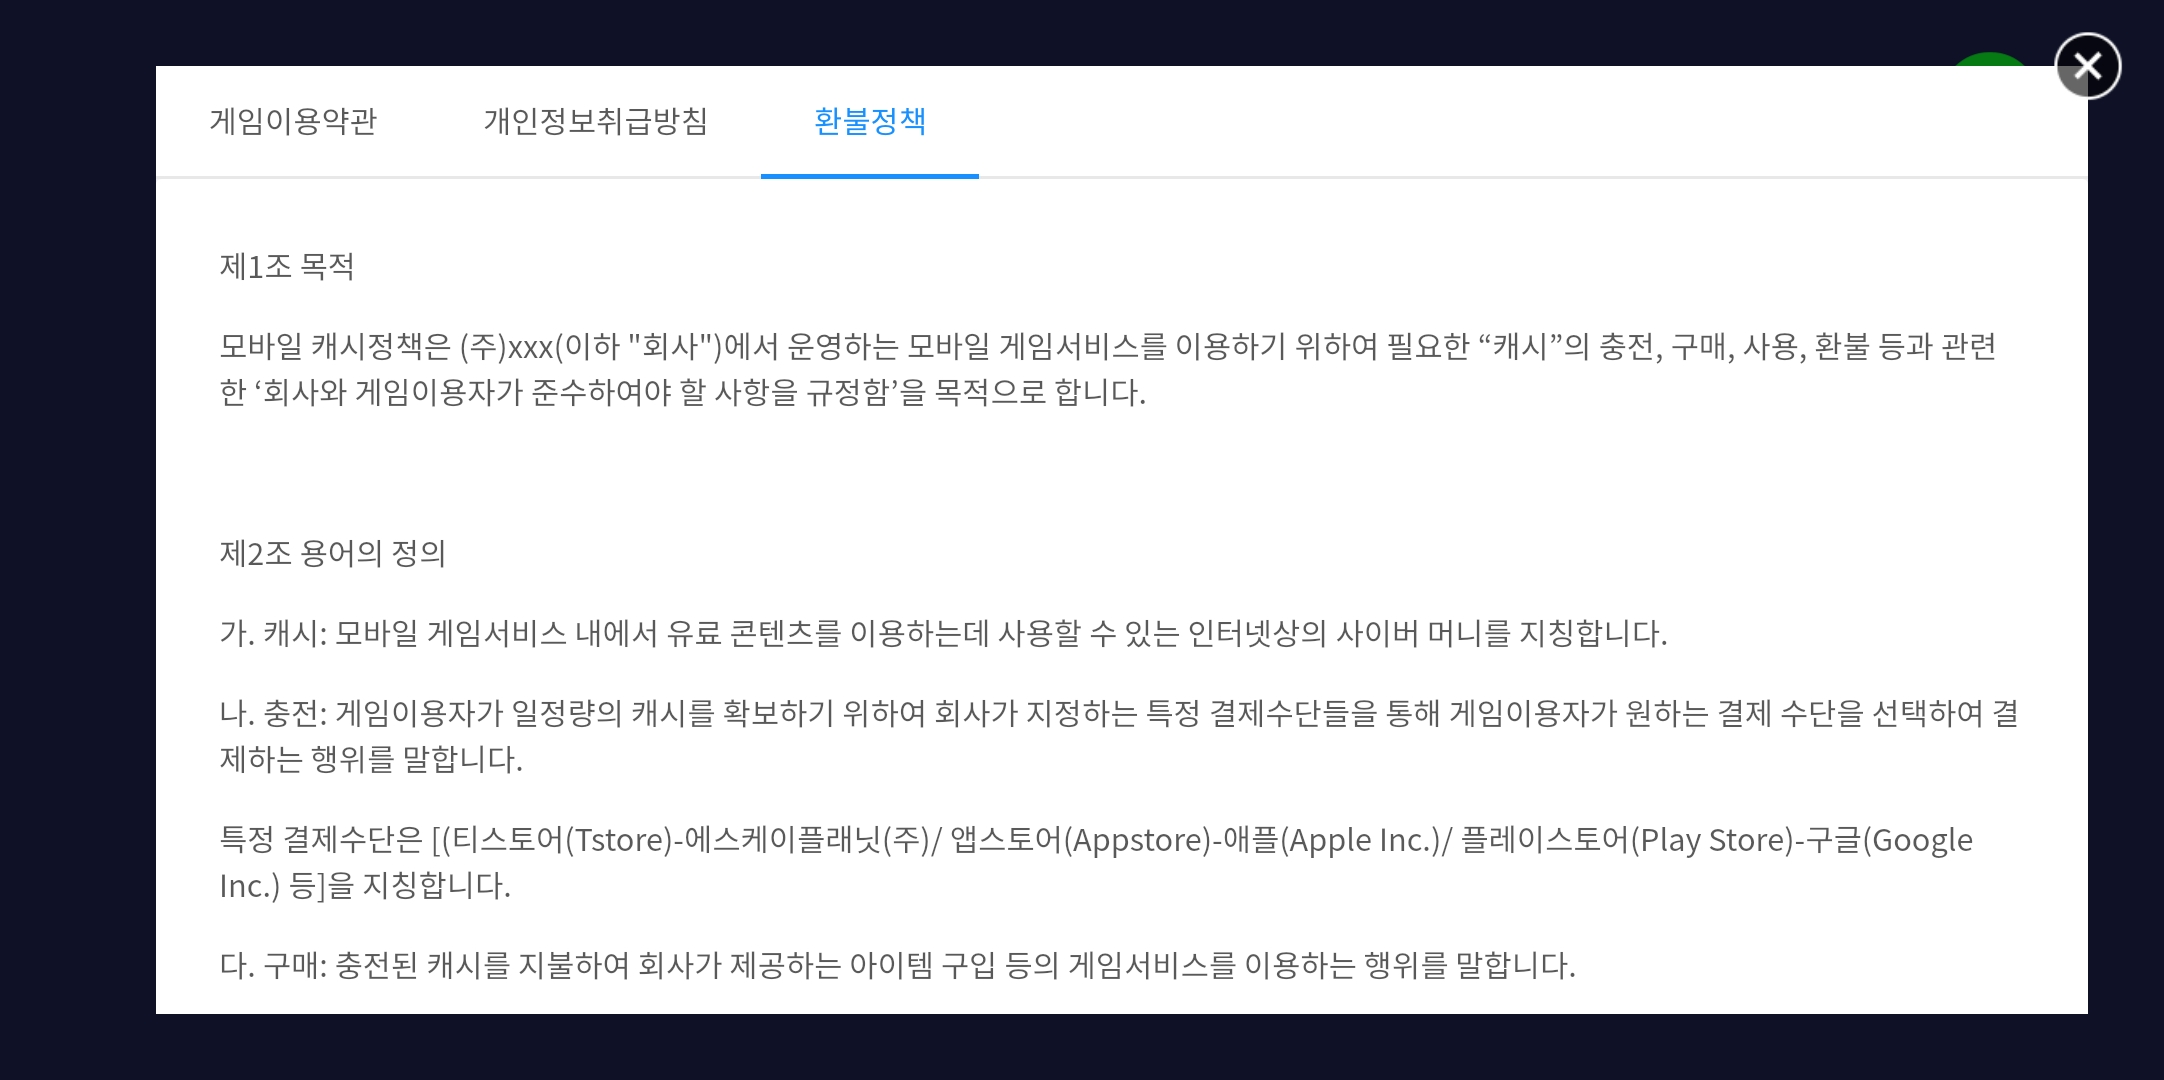 게임이용약관 개인정보취급방침 환불정책
제1조 목적
모바일 캐시정책은 (주)xxx(이하 "회사")에서 운영하는 모바일 게임서비스를 이용하기 위하여 필요한 “캐시”의 충전, 구매, 사용, 환불 등과 관련
한 ‘회사와 게임이용자가 준수하여야 할 사항을 규정함’을 목적으로 합니다.
제2조 용어의 정의
가. 캐시: 모바일 게임서비스 내에서 유료 콘텐츠를 이용하는데 사용할 수 있는 인터넷상의 사이버 머니를 지칭합니다.
나. 충전: 게임이용자가 일정량의 캐시를 확보하기 위하여 회사가 지정하는 특정 결제수단들을 통해 게임이용자가 원하는 결제 수단을 선택하여 결
제하는 행위를 말합니다.
특정 결제수단은 [(티스토어(Tstore)-에스케이플래닛(주)/ 앱스토어(Appstore)-애플(Apple Inc.)/ 플레이스토어(Play Store)-구글(Google
Inc.) 등]을 지칭합니다.
다. 구매: 충전된 캐시를 지불하여 회사가 제공하는 아이템 구입 등의 게임서비스를 이용하는 행위를 말합니다.